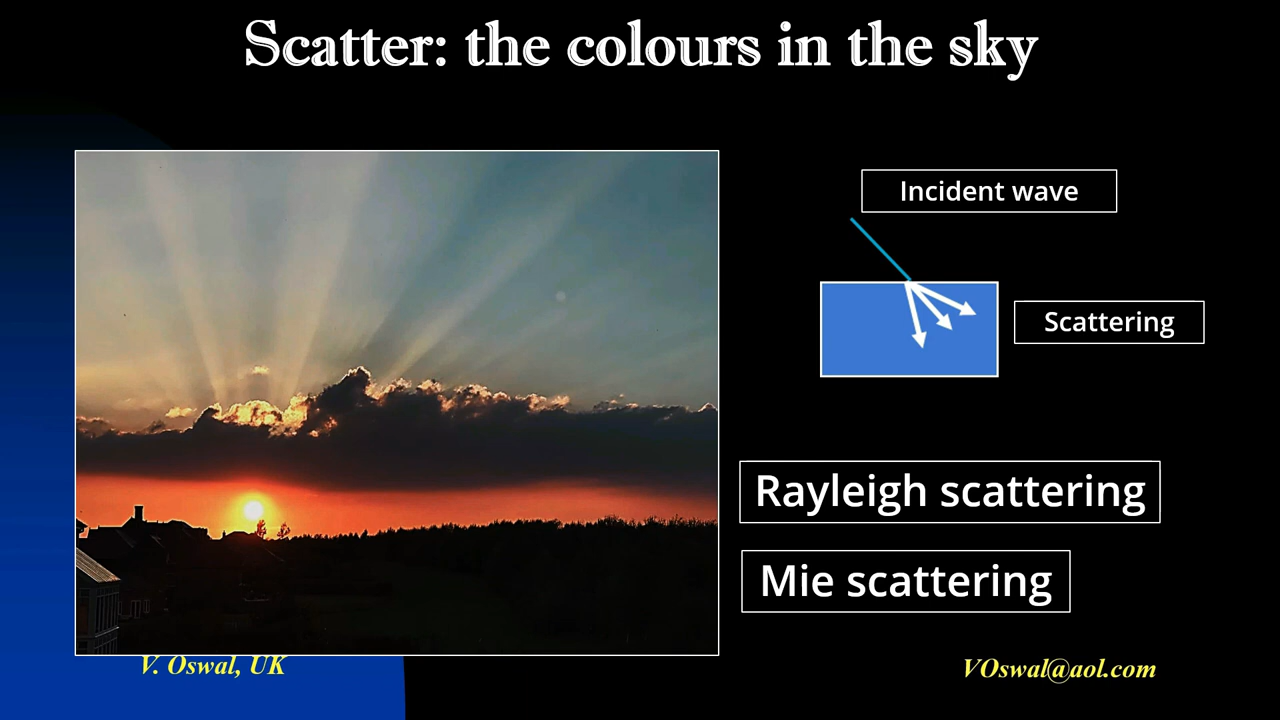 Scatter: the colours in the sky
Incident wave
Scattering
Rayleigh scattering
Mie scattering
V. Oswal, UK
VOswal@aol.com